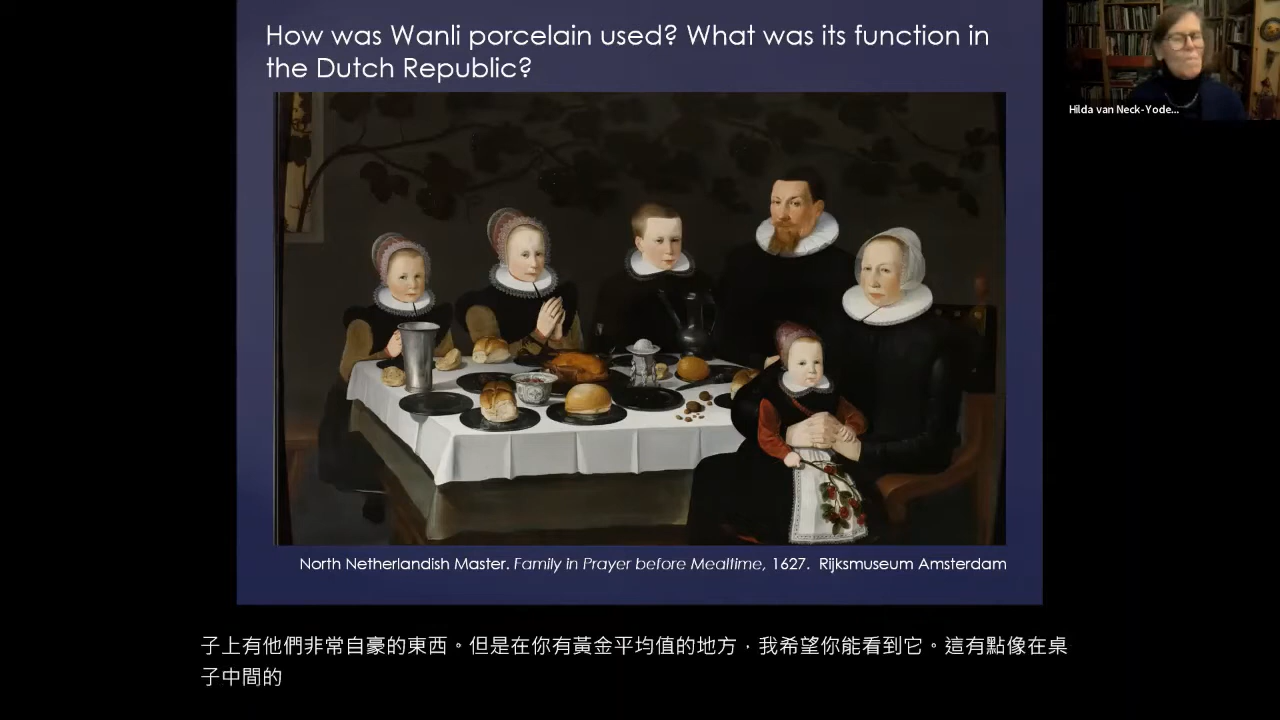 How was Wanli porcelain used? What was its function in
the Dutch Republic?
Hilda van Neck-Yode...
North Netherlandish Master. Family in Prayer before Mealtime, 1627. Rijksmuseum Amsterdam
子上有他們非常自豪的東西。但是在你有黃金平均值的地方，我希望你能看到它。這有點像在桌
子中間的